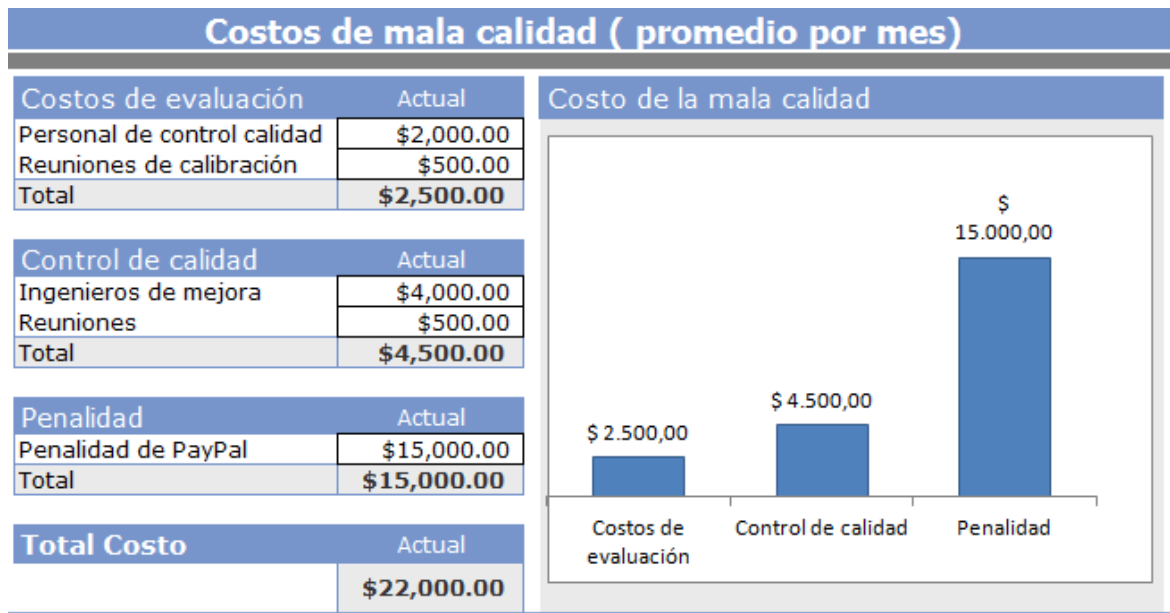 Costos de mala calidad ( promedio por mes)
Costos de evaluación Actual
Personal de control calidad $2,000.00
Reuniones de calibración $500.00
Total $2,500.00
Control de calidad Actual
Ingenieros de mejora $4,000.00
Reuniones $500.00
Total $4,500.00
Penalidad Actual
Penalidad de PayPal $15,000.00
Total $15,000.00
Total Costo Actual
$22,000.00
Costo de la mala calidad
$
15.000,00
$ 4.500,00
$ 2.500,00
Costos de
evaluación
Control de calidad
Penalidad